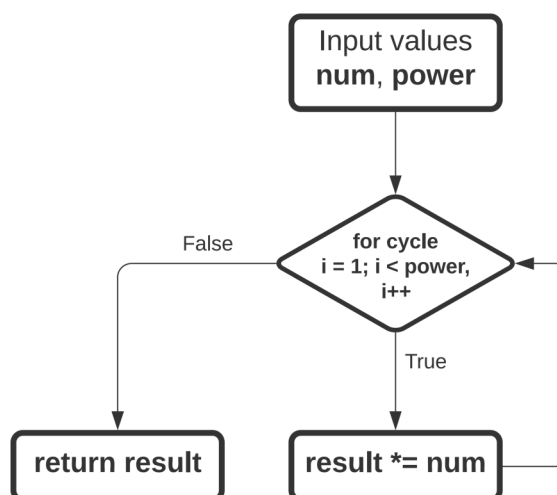 Input values
num, power
for cycle
i = 1; i < power,
i++
False
True
return result
result *= num